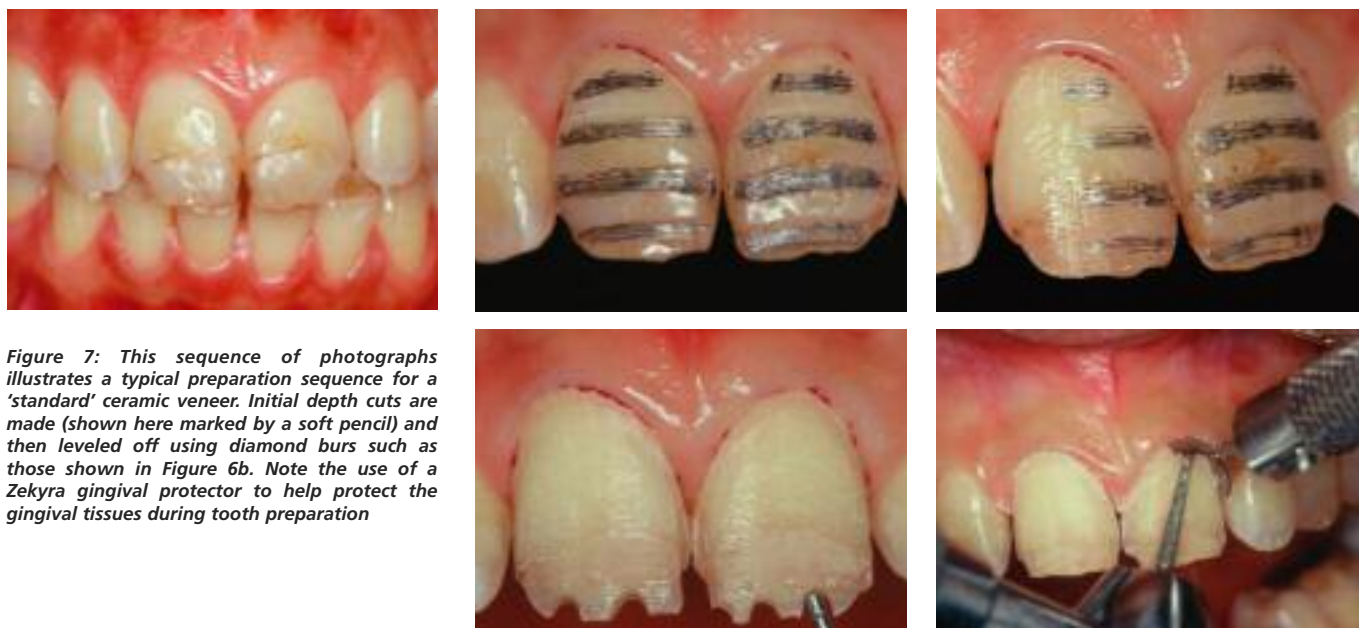 Figure 7: This sequence of photographs
illustrates a typical preparation sequence for a
‘standard’ ceramic veneer. Initial depth cuts are
made (shown here marked by a soft pencil) and
then leveled off using diamond burs such as
those shown in Figure 6b. Note the use of a
Zekyra gingival protector to help protect the
gingival tissues during tooth preparation